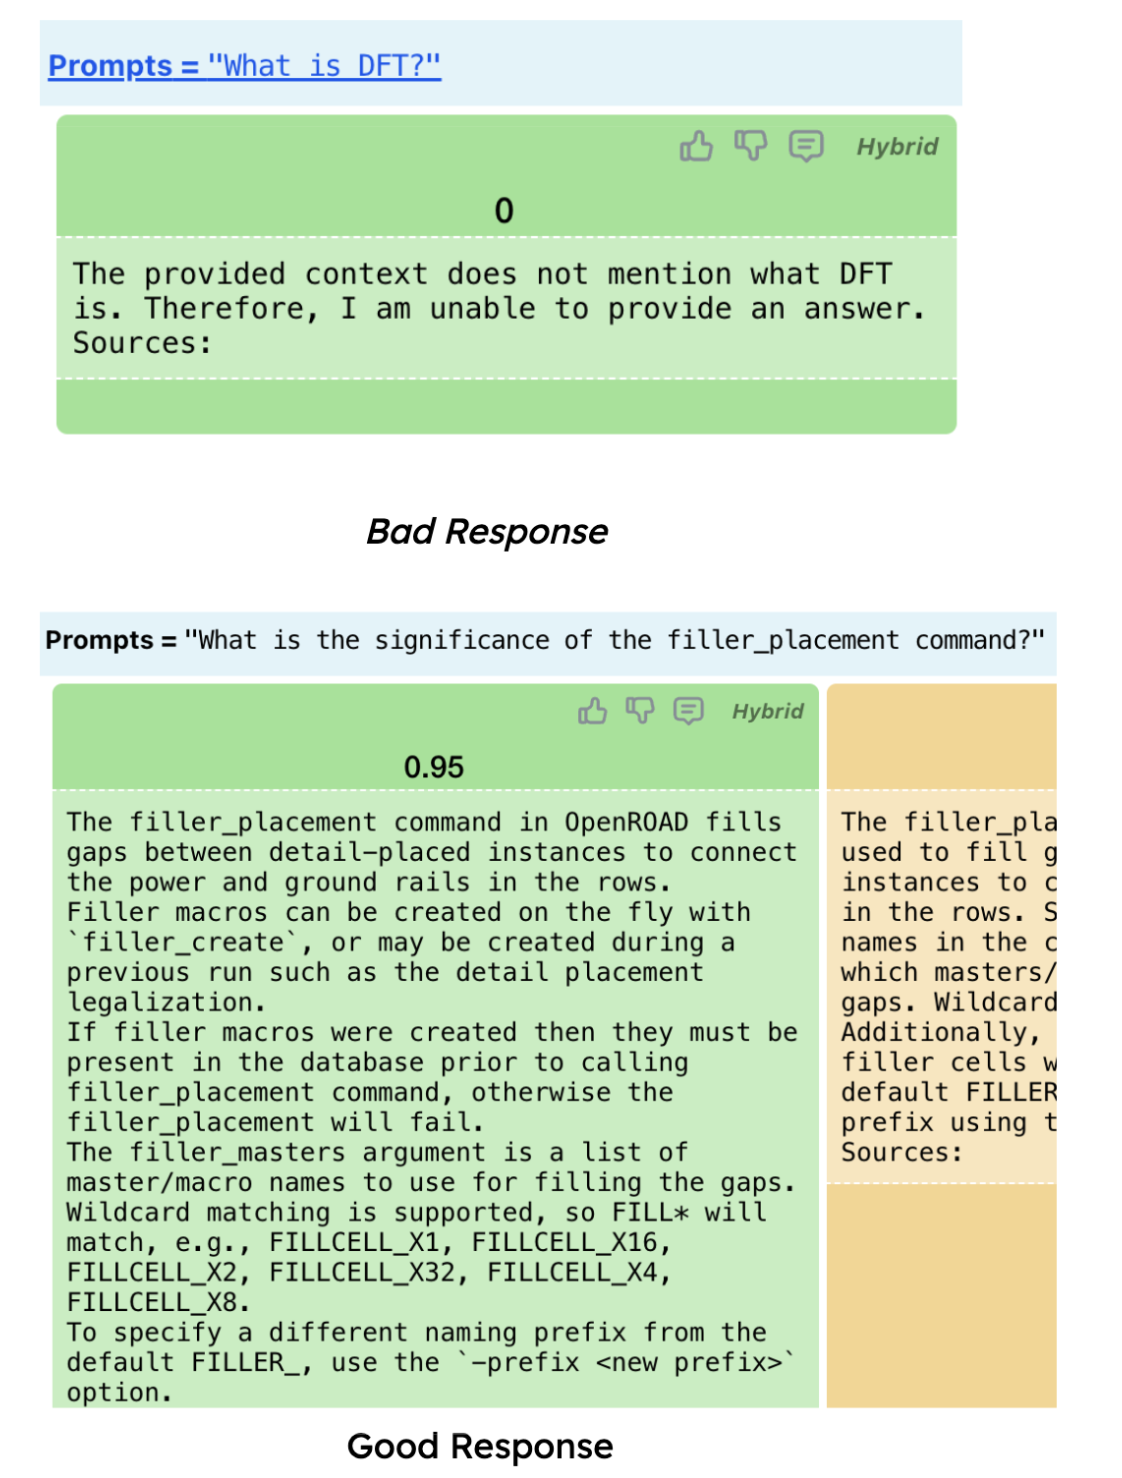 Prompts = "What is DFT?"
Hybrid
0
The provided context does not mention what DFT
is. Therefore, I am unable to provide an answer.
Sources:
Bad Response
Prompts = "What is the significance of the filler_placement command?"
Hybrid
0.95
The filler_placement command in OpenROAD fills
gaps between detail-placed instances to connect
the power and ground rails in the rows.
Filler macros can be created on the fly with
`filler_create`, or may be created during a
previous run such as the detail placement
legalization.
If filler macros were created then they must be
present in the database prior to calling
filler_placement command, otherwise the
filler_placement will fail.
The filler_masters argument is a list of
master/macro names to use for filling the gaps.
Wildcard matching is supported, so FILL* will
match, e.g., FILLCELL_X1, FILLCELL_X16,
FILLCELL_X2, FILLCELL_X32, FILLCELL_X4,
FILLCELL_X8.
To specify a different naming prefix from the
default FILLER_, use the `-prefix <new prefix>`
option.
The filler_pla
used to fill g
instances to c
in the rows. S
names in the c
which masters/
gaps. Wildcard
Additionally,
filler cells w
default FILLER
prefix using t
Sources:
Good Response